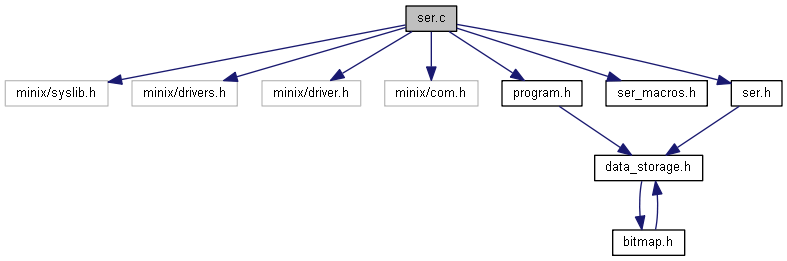 ser.c
minix/syslib.h
minix/drivers.h
minix/driver.h
minix/com.h
program.h
ser_macros.h
ser.h
data_storage.h
bitmap.h